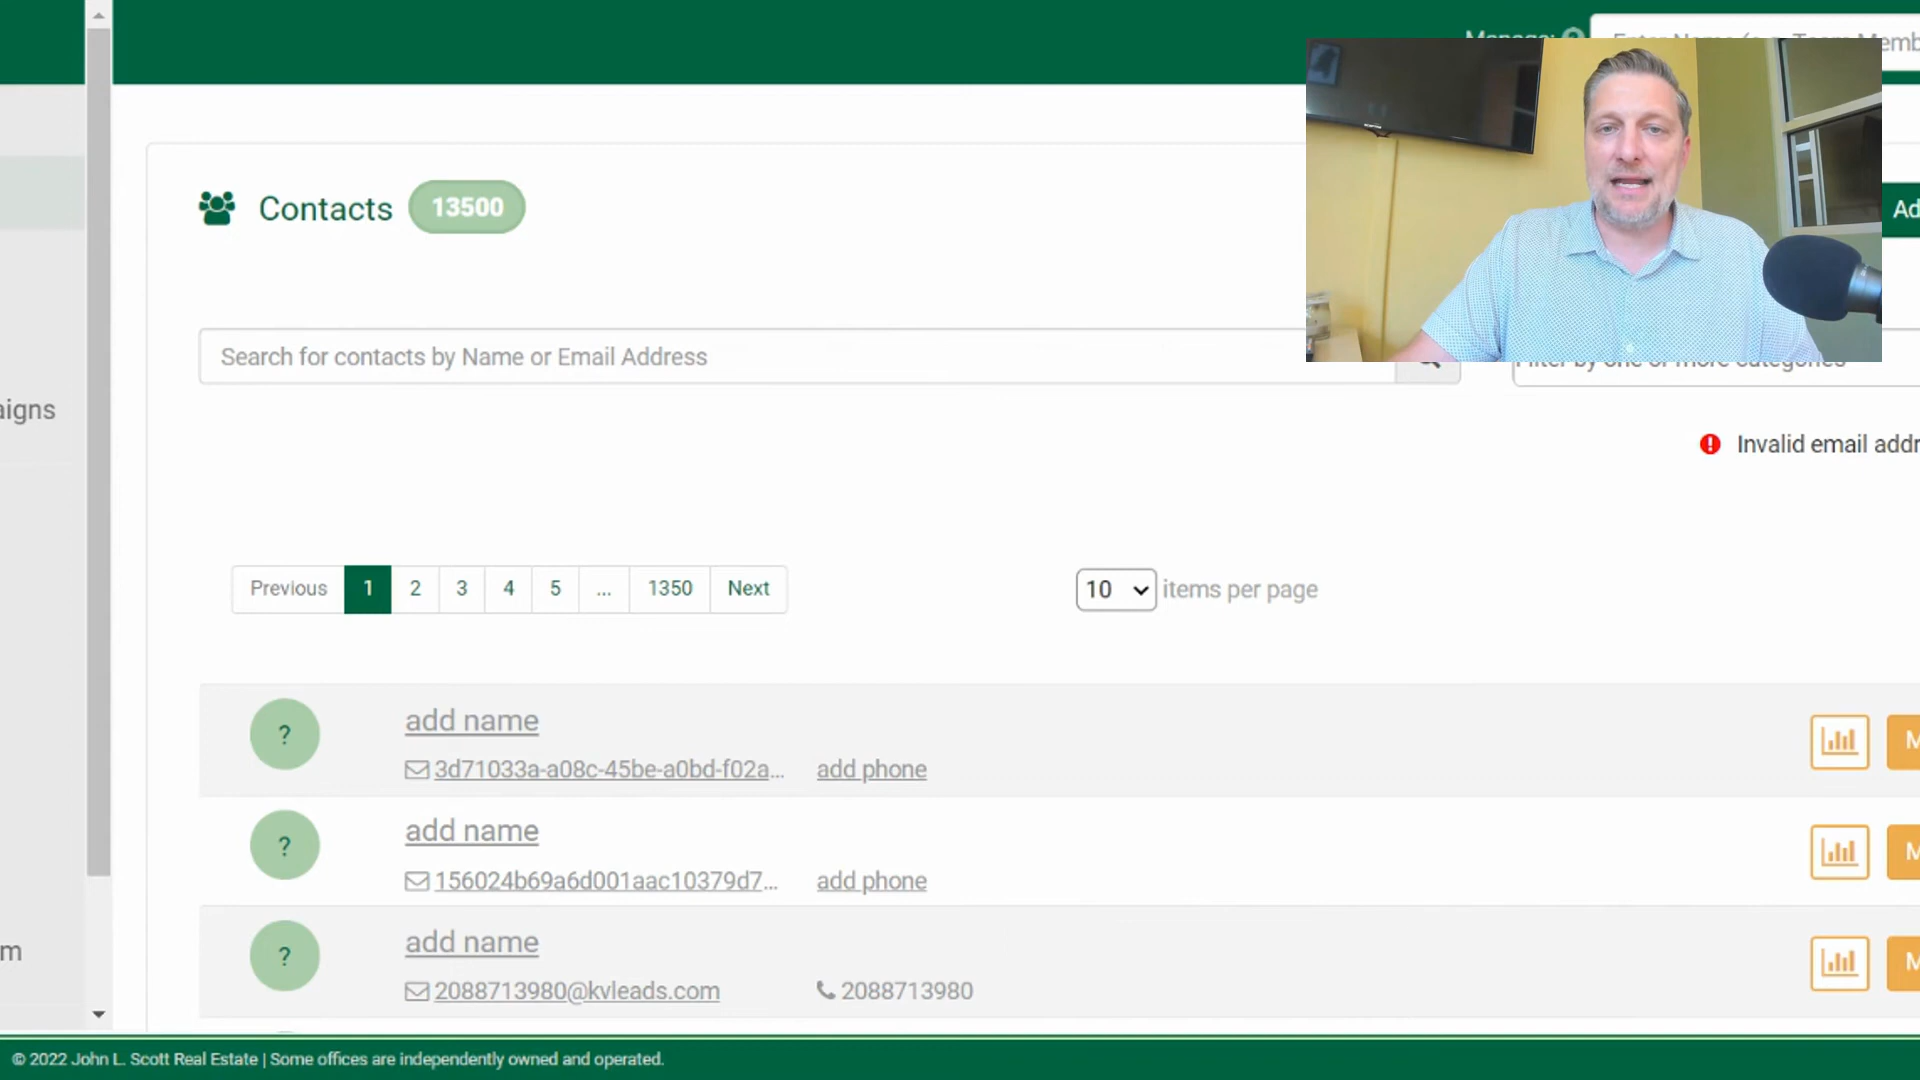 Contacts 13500
Search for contacts by Name or Email Address
aigns
Invalid email addr
Previous 1 2 3 4 5 ... 1350 Next
10 items per page
add name
3d71033a-a08c-45be-a0bd-f02a... add phone
M
add name
156024b69a6d001aac10379d7... add phone
M
add name
2088713980@kvleads.com 2088713980
M
m
© 2022 John L. Scott Real Estate | Some offices are independently owned and operated.